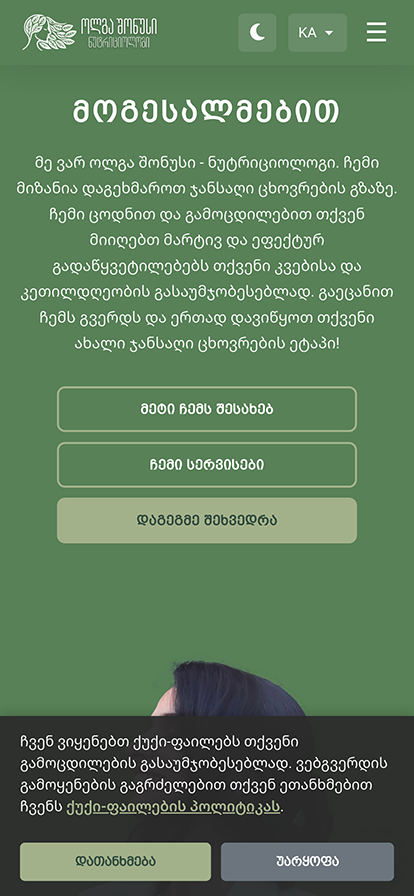 ოლგა შონუსი
ნუტრიციოლოგი
KA
მოგესალმებით
მე ვარ ოლგა შონუსი - ნუტრიციოლოგი. ჩემი
მიზანია დაგეხმაროთ ჯანსაღი ცხოვრების გზაზე.
ჩემი ცოდნით და გამოცდილებით თქვენ
მიიღებთ მარტივ და ეფექტურ
გადაწყვეტილებებს თქვენი კვებისა და
კეთილდღეობის გასაუმჯობესებლად. გაეცანით
ჩემს გვერდს და ერთად დავიწყოთ თქვენი
ახალი ჯანსაღი ცხოვრების ეტაპი!
მეტი ჩემს შესახებ
ჩემი სერვისები
დაგეგმე შეხვედრა
ჩვენ ვიყენებთ ქუქი-ფაილებს თქვენი
გამოცდილების გასაუმჯობესებლად. ვებგვერდის
გამოყენების გაგრძელებით თქვენ ეთანხმებით
ჩვენს ქუქი-ფაილების პოლიტიკას.
დათანხმება
უარყოფა